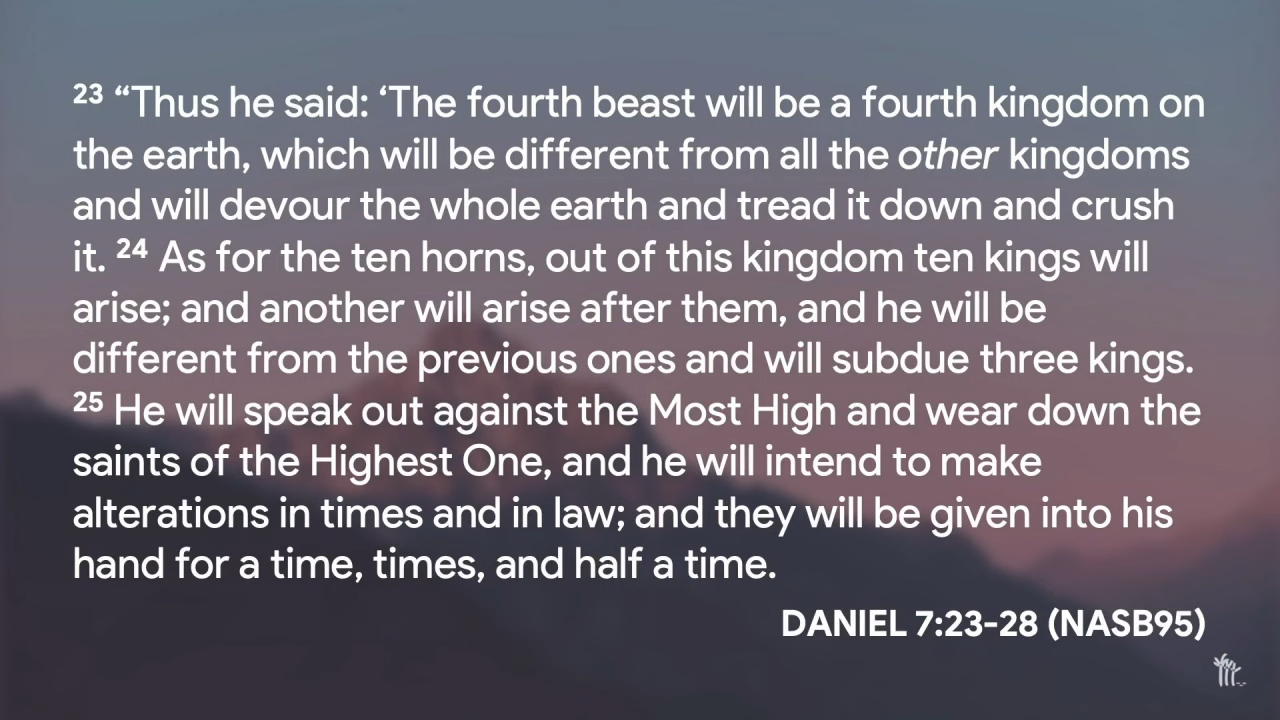 23 “Thus he said: ‘The fourth beast will be a fourth kingdom on
the earth, which will be different from all the other kingdoms
and will devour the whole earth and tread it down and crush
it. 24 As for the ten horns, out of this kingdom ten kings will
arise; and another will arise after them, and he will be
different from the previous ones and will subdue three kings.
25 He will speak out against the Most High and wear down the
saints of the Highest One, and he will intend to make
alterations in times and in law; and they will be given into his
hand for a time, times, and half a time.
DANIEL 7:23-28 (NASB95)